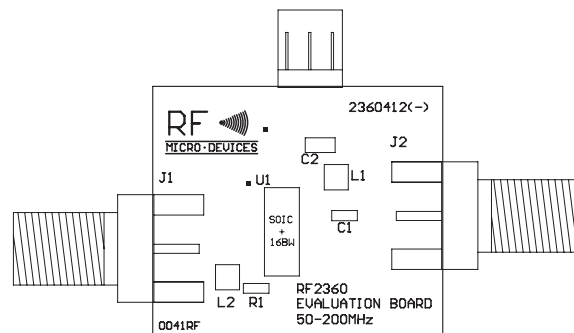 RF
MICRO·DEVICES
2360412(-)
C2
J2
J1
U1
L1
SOIC
+
16BW
C1
L2
R1
RF2360
EVALUATION BOARD
50-200MHz
0041RF